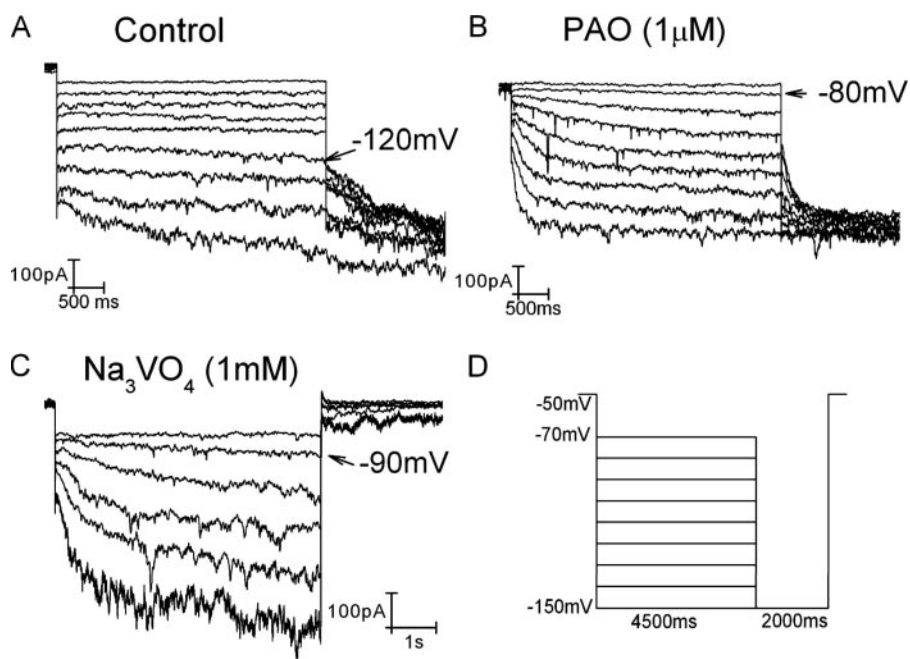 A Control
B PAO (1μM)
-120mV
-80mV
100pA
500 ms
100pA
500ms
C Na₃VO₄ (1mM)
D
-90mV
100pA
1s
-50mV
-70mV
-150mV
4500ms 2000ms